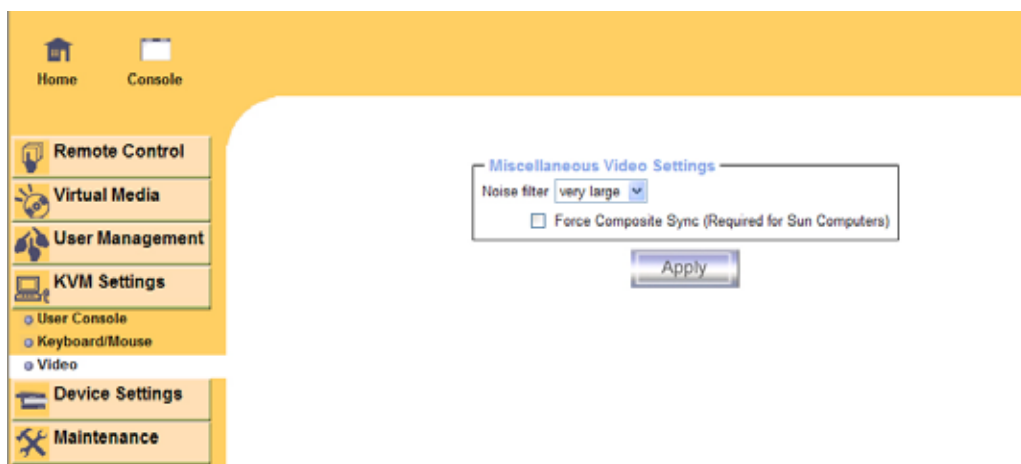 Home
Console
Remote Control
Virtual Media
User Management
KVM Settings
User Console
Keyboard/Mouse
Video
Device Settings
Maintenance
Miscellaneous Video Settings
Noise filter very large
Force Composite Sync (Required for Sun Computers)
Apply